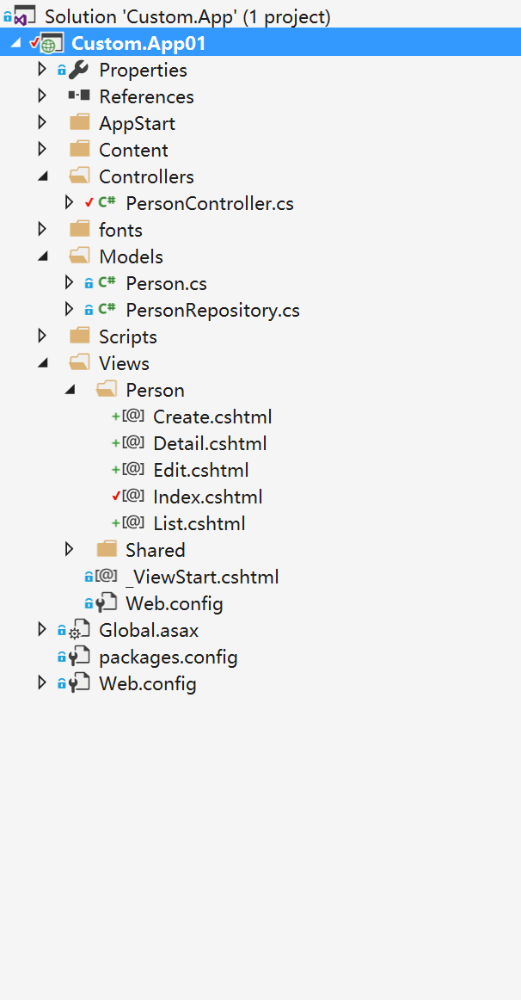 Solution 'Custom.App' (1 project)
Custom.App01
Properties
References
AppStart
Content
Controllers
C# PersonController.cs
fonts
Models
C# Person.cs
C# PersonRepository.cs
Scripts
Views
Person
+[@] Create.cshtml
+[@] Detail.cshtml
+[@] Edit.cshtml
[@] Index.cshtml
+[@] List.cshtml
Shared
[@] _ViewStart.cshtml
Web.config
Global.asax
packages.config
Web.config